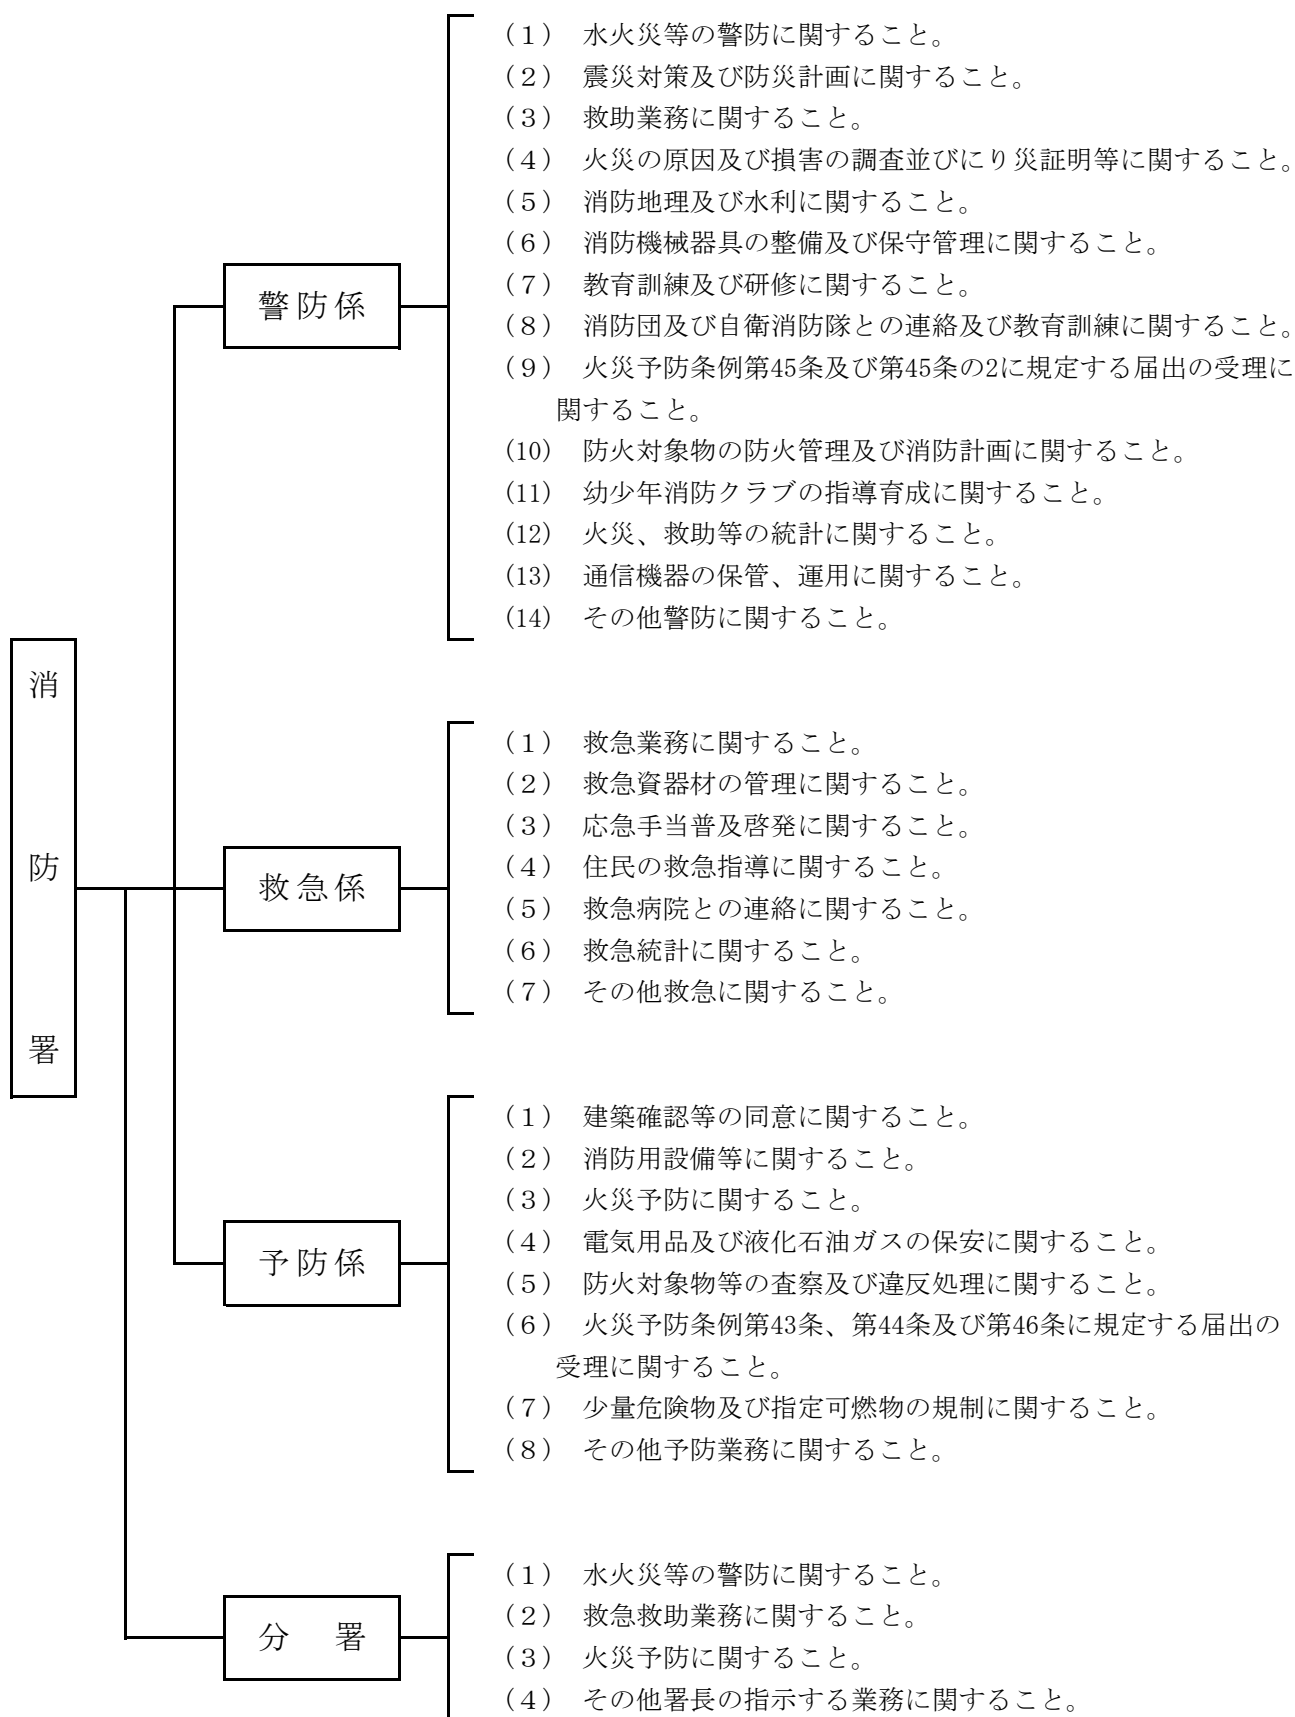 消防署
警防係
（１）　水火災等の警防に関すること。
（２）　震災対策及び防災計画に関すること。
（３）　救助業務に関すること。
（４）　火災の原因及び損害の調査並びにり災証明等に関すること。
（５）　消防地理及び水利に関すること。
（６）　消防機械器具の整備及び保守管理に関すること。
（７）　教育訓練及び研修に関すること。
（８）　消防団及び自衛消防隊との連絡及び教育訓練に関すること。
（９）　火災予防条例第45条及び第45条の2に規定する届出の受理に
関すること。
(10)　防火対象物の防火管理及び消防計画に関すること。
(11)　幼少年消防クラブの指導育成に関すること。
(12)　火災、救助等の統計に関すること。
(13)　通信機器の保管、運用に関すること。
(14)　その他警防に関すること。
救急係
（１）　救急業務に関すること。
（２）　救急資器材の管理に関すること。
（３）　応急手当普及啓発に関すること。
（４）　住民の救急指導に関すること。
（５）　救急病院との連絡に関すること。
（６）　救急統計に関すること。
（７）　その他救急に関すること。
予防係
（１）　建築確認等の同意に関すること。
（２）　消防用設備等に関すること。
（３）　火災予防に関すること。
（４）　電気用品及び液化石油ガスの保安に関すること。
（５）　防火対象物等の査察及び違反処理に関すること。
（６）　火災予防条例第43条、第44条及び第46条に規定する届出の
受理に関すること。
（７）　少量危険物及び指定可燃物の規制に関すること。
（８）　その他予防業務に関すること。
分　署
（１）　水火災等の警防に関すること。
（２）　救急救助業務に関すること。
（３）　火災予防に関すること。
（４）　その他署長の指示する業務に関すること。